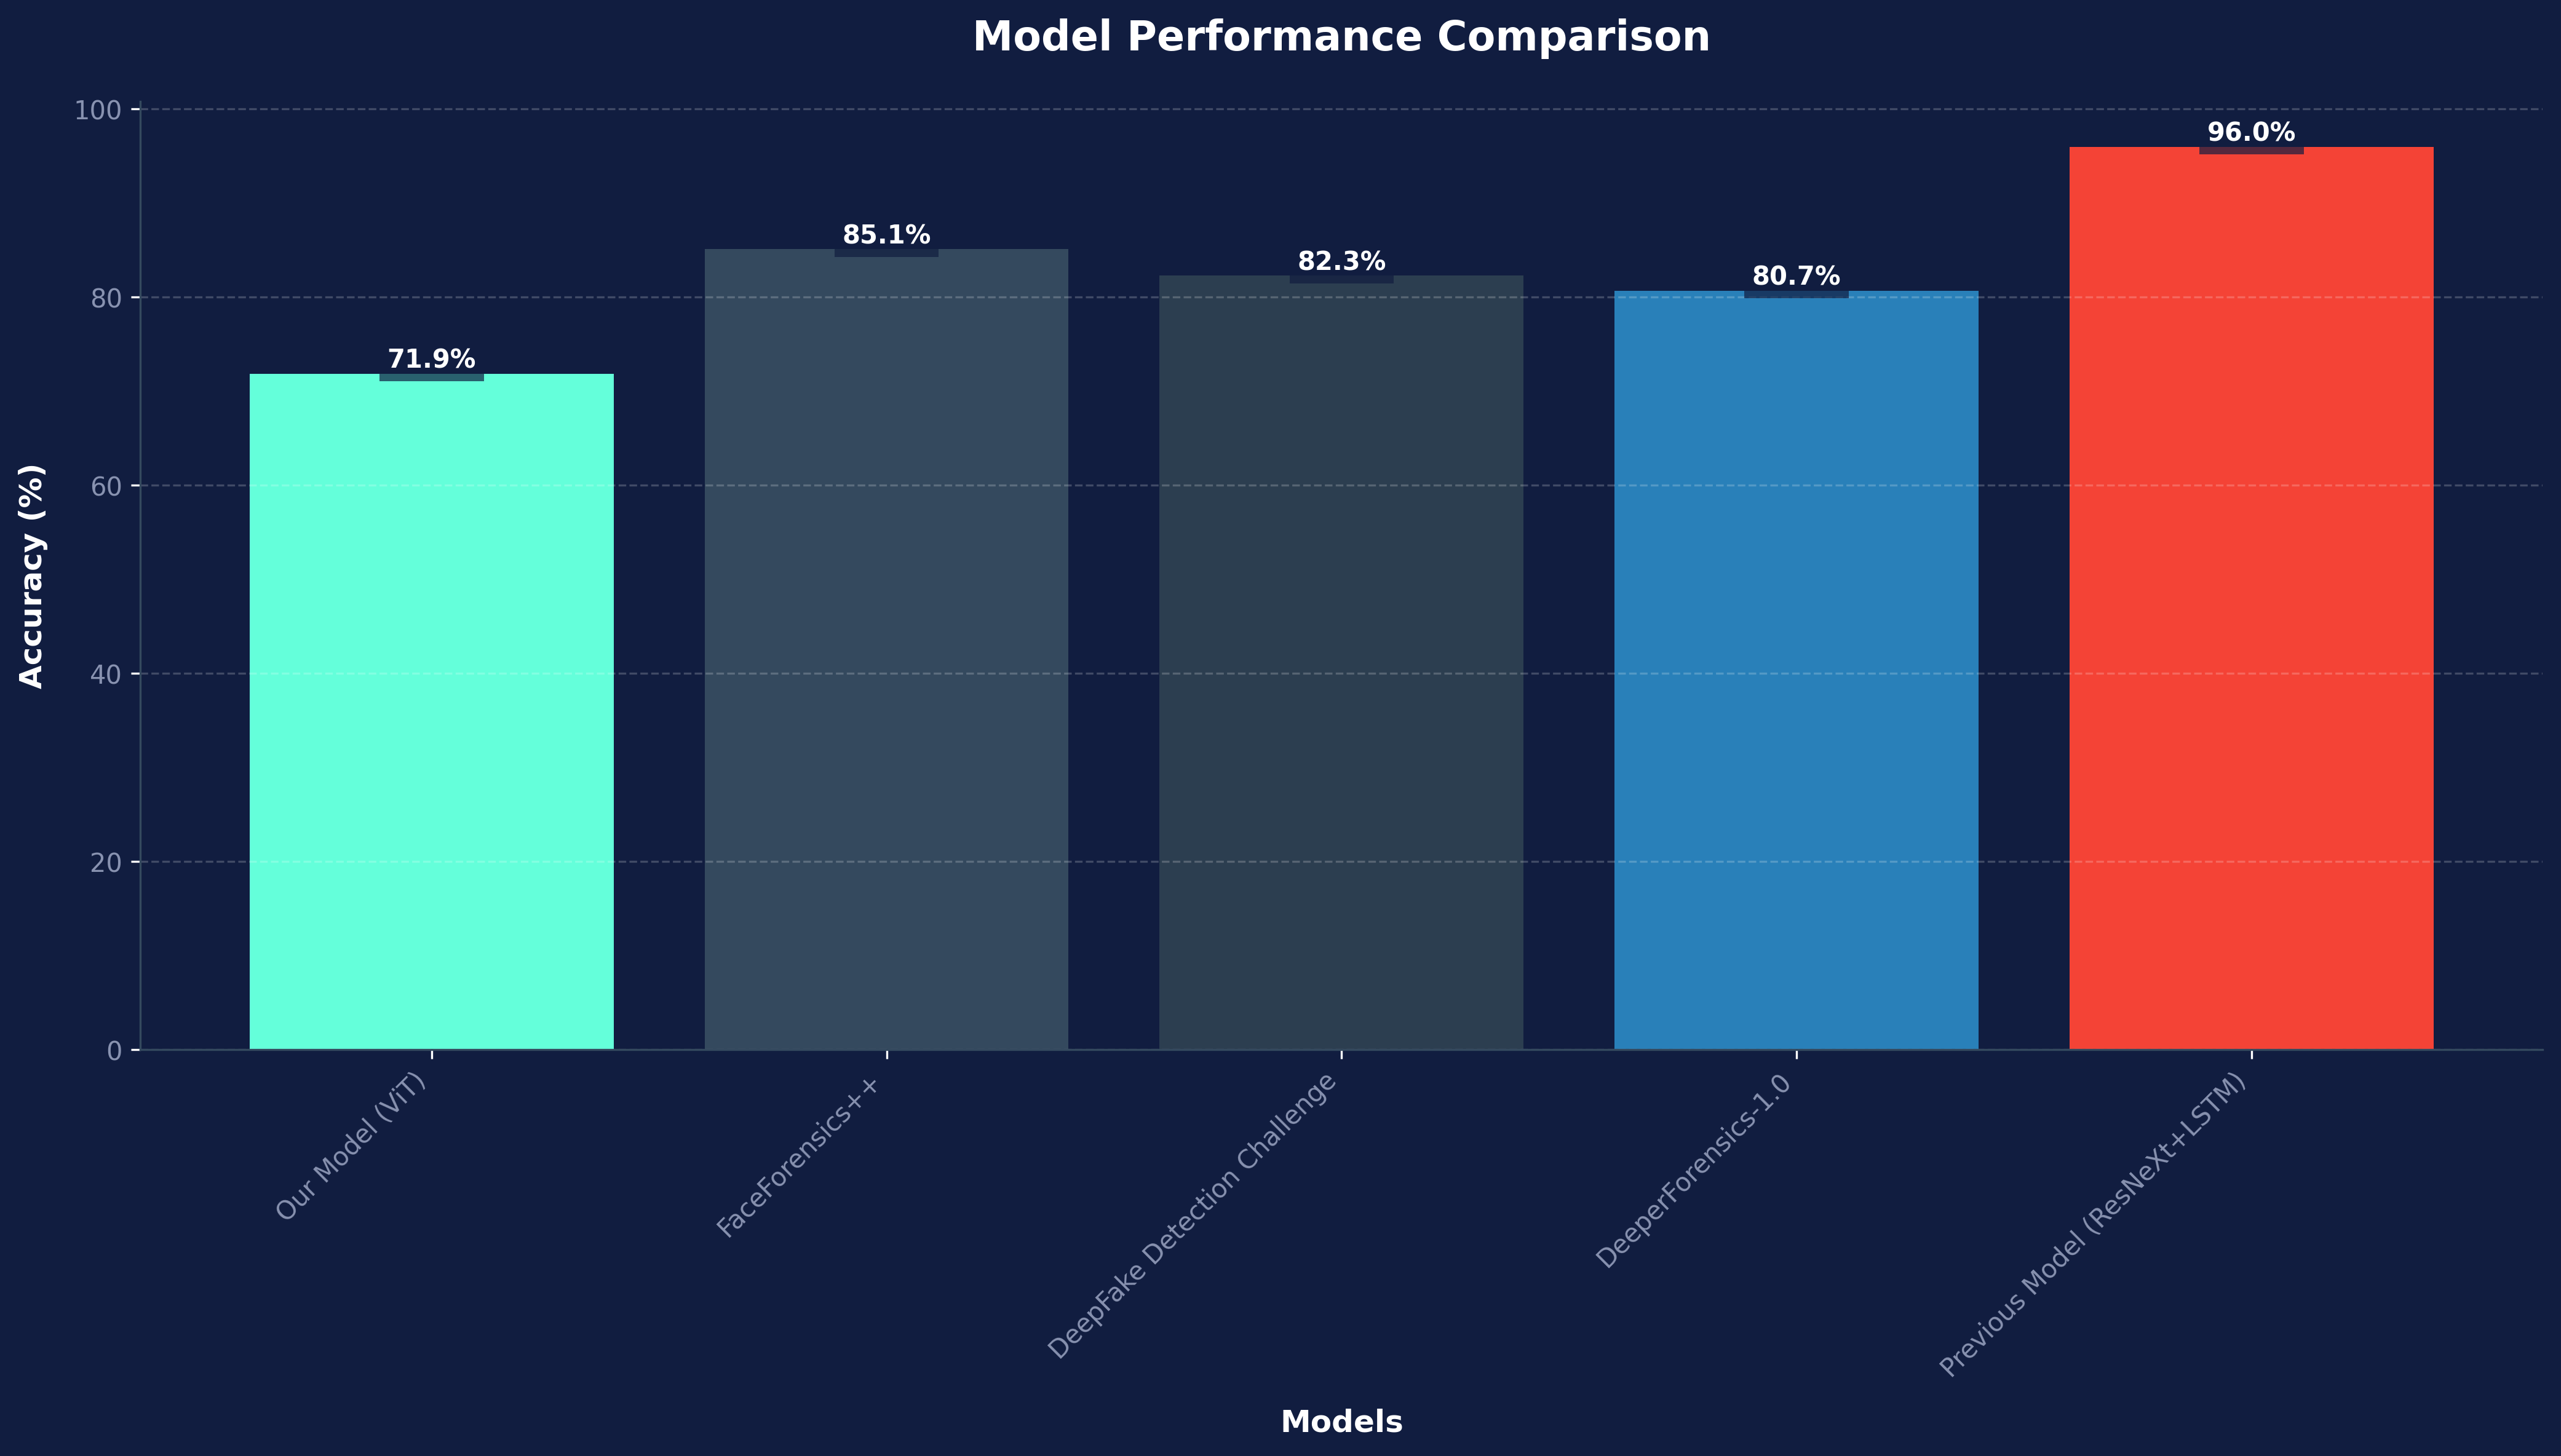 Model Performance Comparison
Accuracy (%)
100
80
60
40
20
0
71.9%
85.1%
82.3%
80.7%
96.0%
Our Model (ViT)
FaceForensics++
DeepFake Detection Challenge
DeeperForensics-1.0
Previous Model (ResNeXt+LSTM)
Models